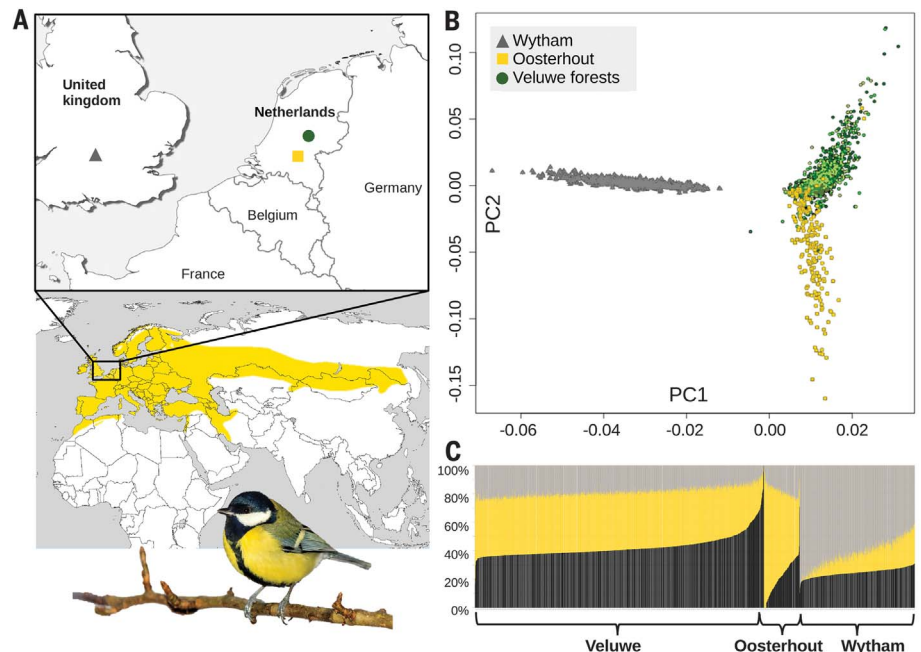 A
United
kingdom
Netherlands
Germany
Belgium
France
B
Wytham
Oosterhout
Veluwe forests
PC2
0.10
0.05
0.00
-0.05
-0.10
-0.15
PC1
-0.06
-0.04
-0.02
0.00
0.02
C
100%
80%
60%
40%
20%
0%
Veluwe
Oosterhout
Wytham